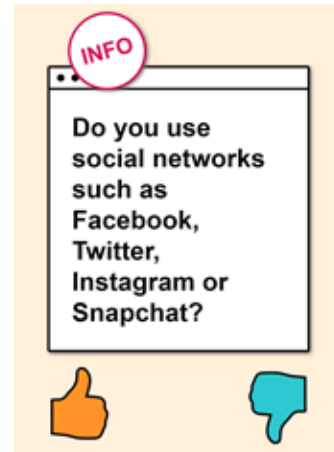 INFO
Do you use
social networks
such as
Facebook,
Twitter,
Instagram or
Snapchat?